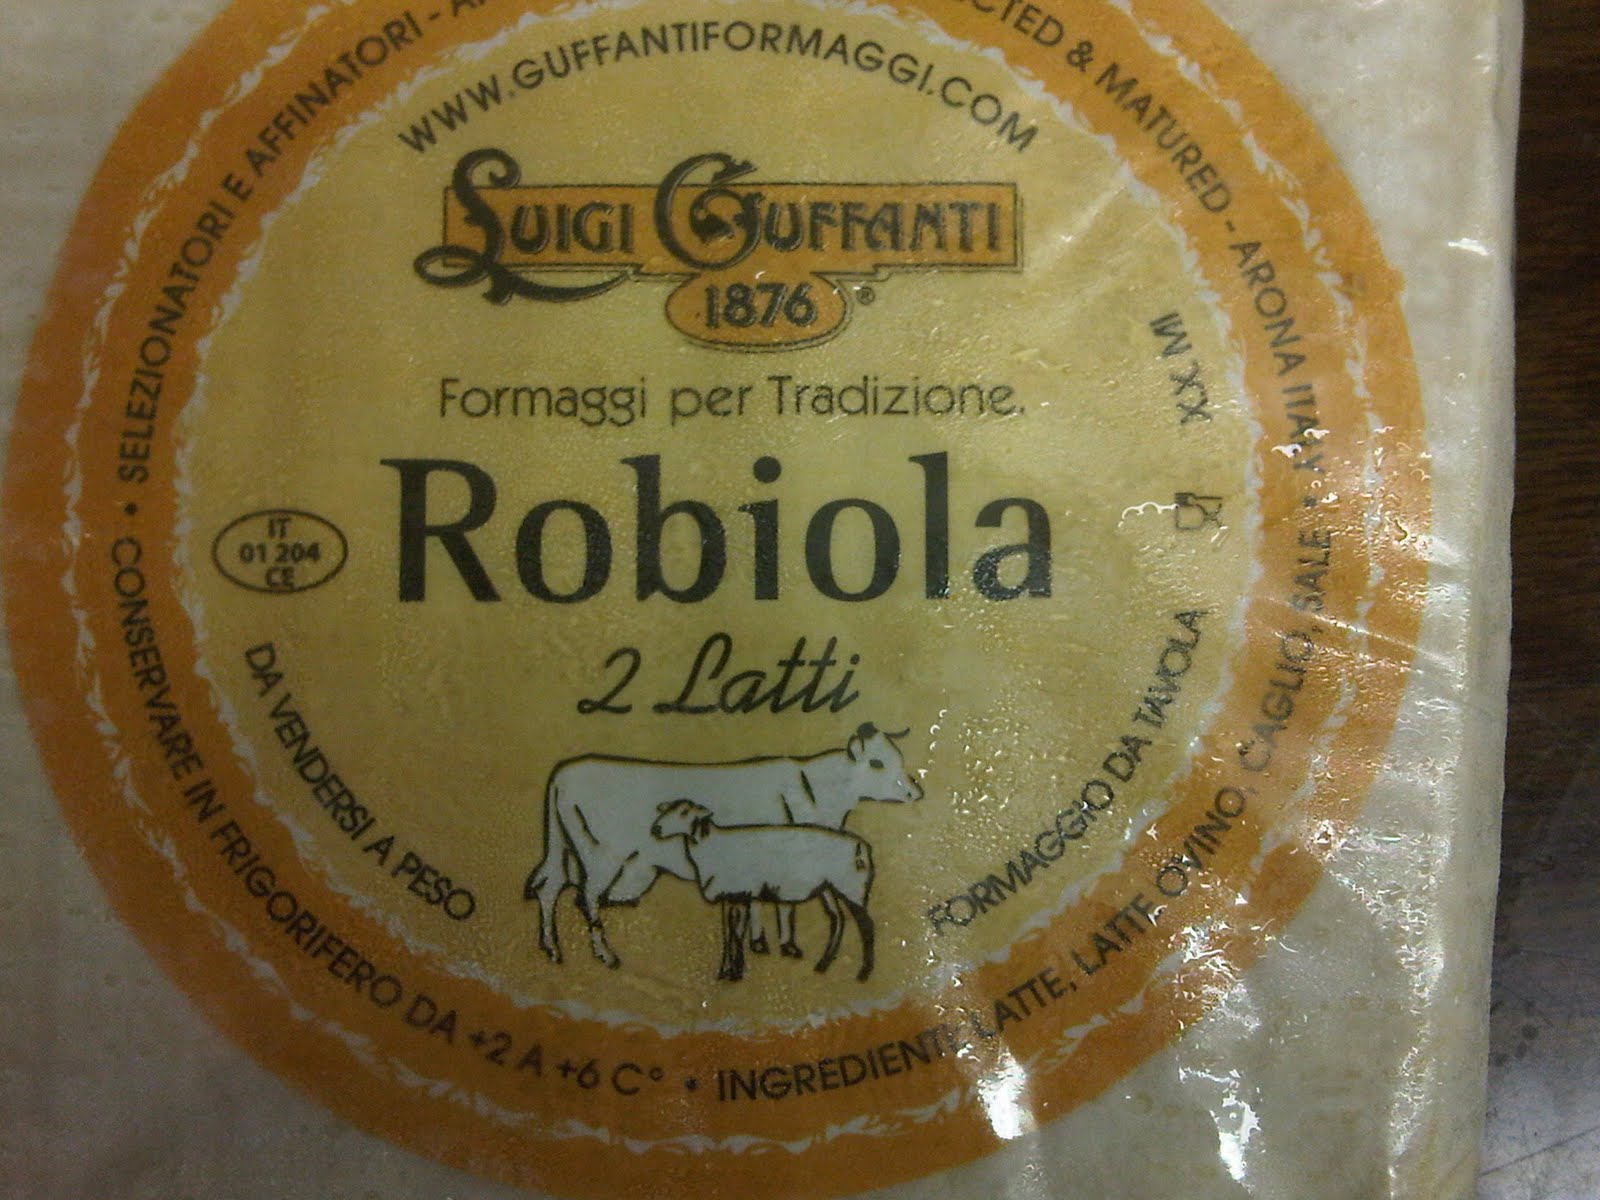 SELEZIONATORI E AFFINATORI -
& MATURED - ARONA ITALY
WWW.GUFFANTIFORMAGGI.COM
LUIGI GUFFANTI
1876 ®
Formaggi per Tradizione.
Robiola
2 Latti
IT
01 204
CE
XX MI
DA VENDERSI A PESO
FORMAGGIO DA TAVOLA
• CONSERVARE IN FRIGORIFERO DA +2 A +6 C° • INGREDIENTI LATTE, LATTE OVINO, CAGLIO, SALE •